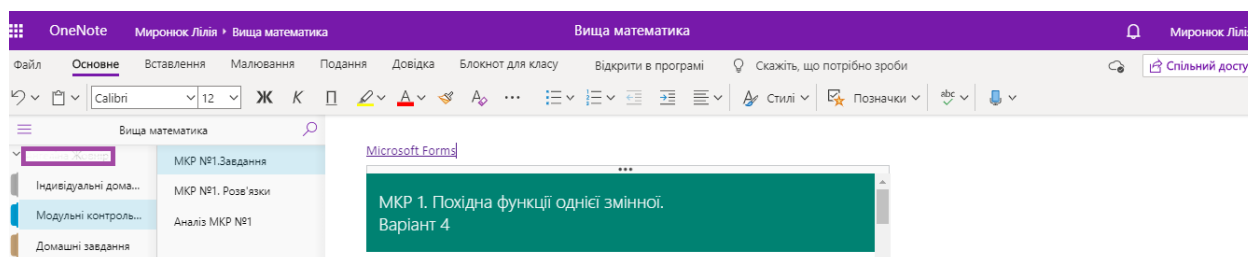 OneNote Миронюк Лілія Вища математика Вища математика Миронюк Лілія
Файл Основне Вставлення Малювання Подання Довідка Блокнот для класу Відкрити в програмі Скажіть, що потрібно зроби Спільний досту
Calibri 12 Ж К П A A ... Стилі Позначки abc
Вища математика
Microsoft Forms
МКР №1.Завдання
Індивідуальні дома...
МКР №1. Розв'язки
МКР 1. Похідна функції однієї змінної.
Варіант 4
Модульні контроль...
Аналіз МКР №1
Домашні завдання